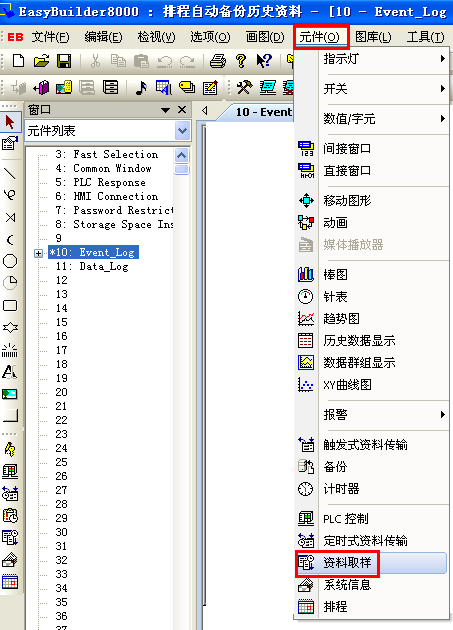 EasyBuilder8000 : 排程自动备份历史资料 - [10 - Event_Log
EB 文件(F) 编辑(E) 检视(V) 选项(O) 画图(D) 元件(O) 图库(L) 工具(T)
窗口
元件列表
3: Fast Selection
4: Common Window
5: PLC Response
6: HMI Connection
7: Password Restrict
8: Storage Space Ins
9
*10: Event_Log
11: Data_Log
12
13
14
15
16
17
18
19
20
21
22
23
24
25
26
27
28
29
30
31
32
33
34
35
36
10 - Event
指示灯
开关
数值/字元
间接窗口
直接窗口
移动图形
动画
媒体播放器
棒图
针表
趋势图
历史数据显示
数据群组显示
XY曲线图
报警
触发式资料传输
备份
计时器
PLC 控制
定时式资料传输
资料取样
系统信息
排程